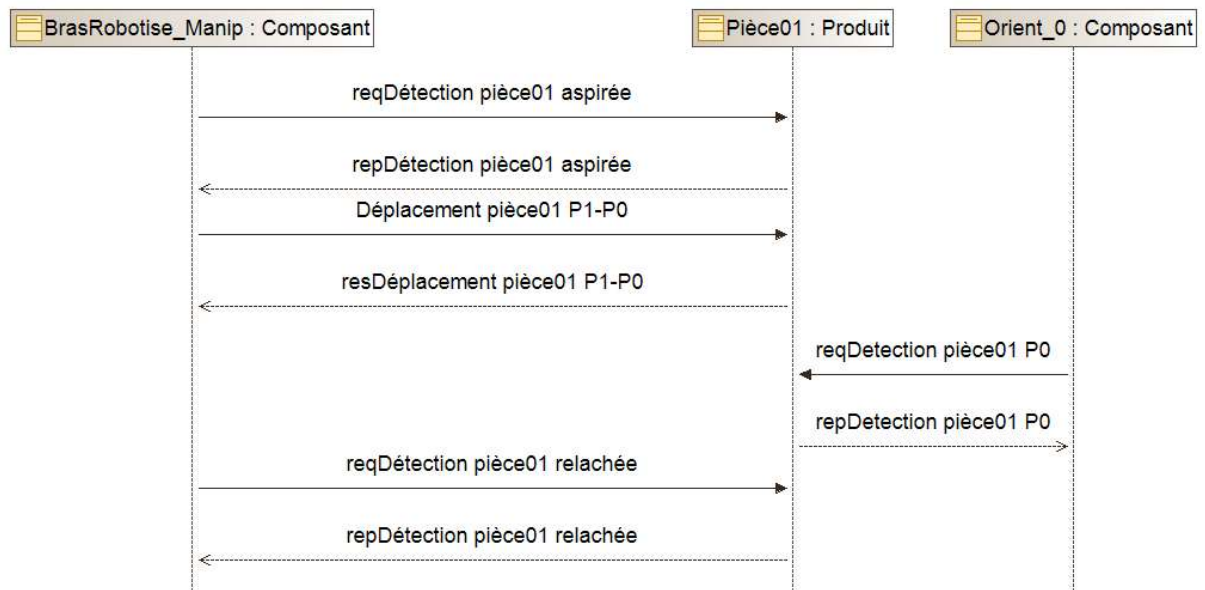 BrasRobotise_Manip : Composant
Pièce01 : Produit
Orient_0 : Composant
reqDétection pièce01 aspirée
repDétection pièce01 aspirée
Déplacement pièce01 P1-P0
resDéplacement pièce01 P1-P0
reqDetection pièce01 P0
repDetection pièce01 P0
reqDétection pièce01 relachée
repDétection pièce01 relachée